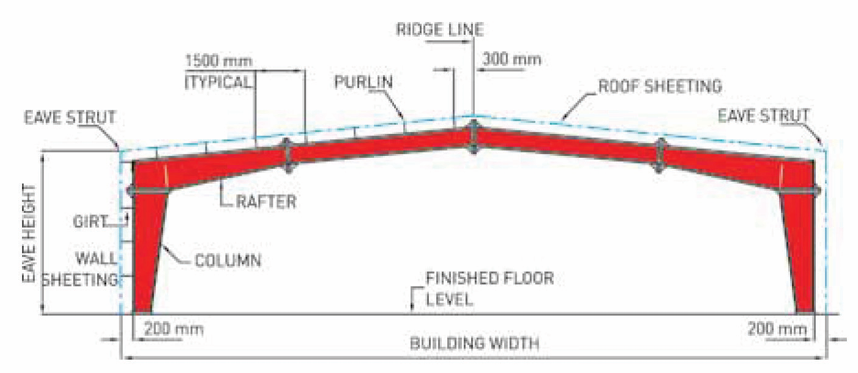 RIDGE LINE
1500 mm
(TYPICAL
300 mm
PURLIN
ROOF SHEETING
EAVE STRUT
EAVE STRUT
EAVE HEIGHT
RAFTER
GIRT
WALL
SHEETING
COLUMN
FINISHED FLOOR
LEVEL
200 mm
200 mm
BUILDING WIDTH